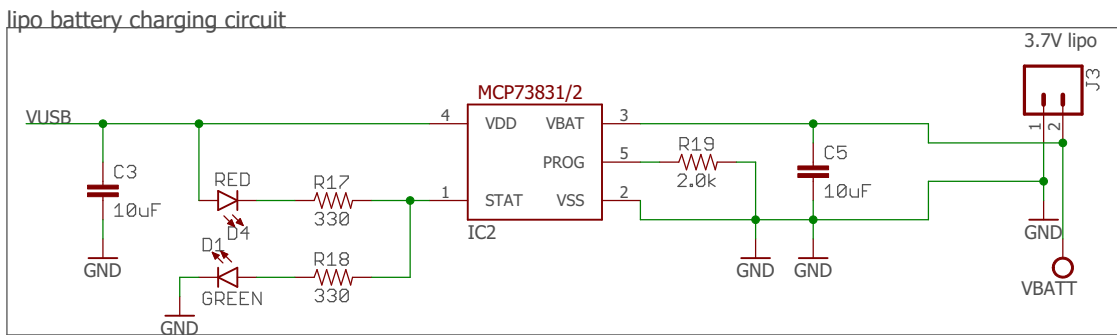 lipo battery charging circuit
3.7V lipo
J3
MCP73831/2
VUSB
4
VDD
VBAT
3
1
2
C3
10uF
RED
D4
R17
330
1
STAT
PROG
5
R19
2.0k
C5
10uF
VSS
2
IC2
GND
D1
GREEN
R18
330
GND
GND
GND
GND
VBATT